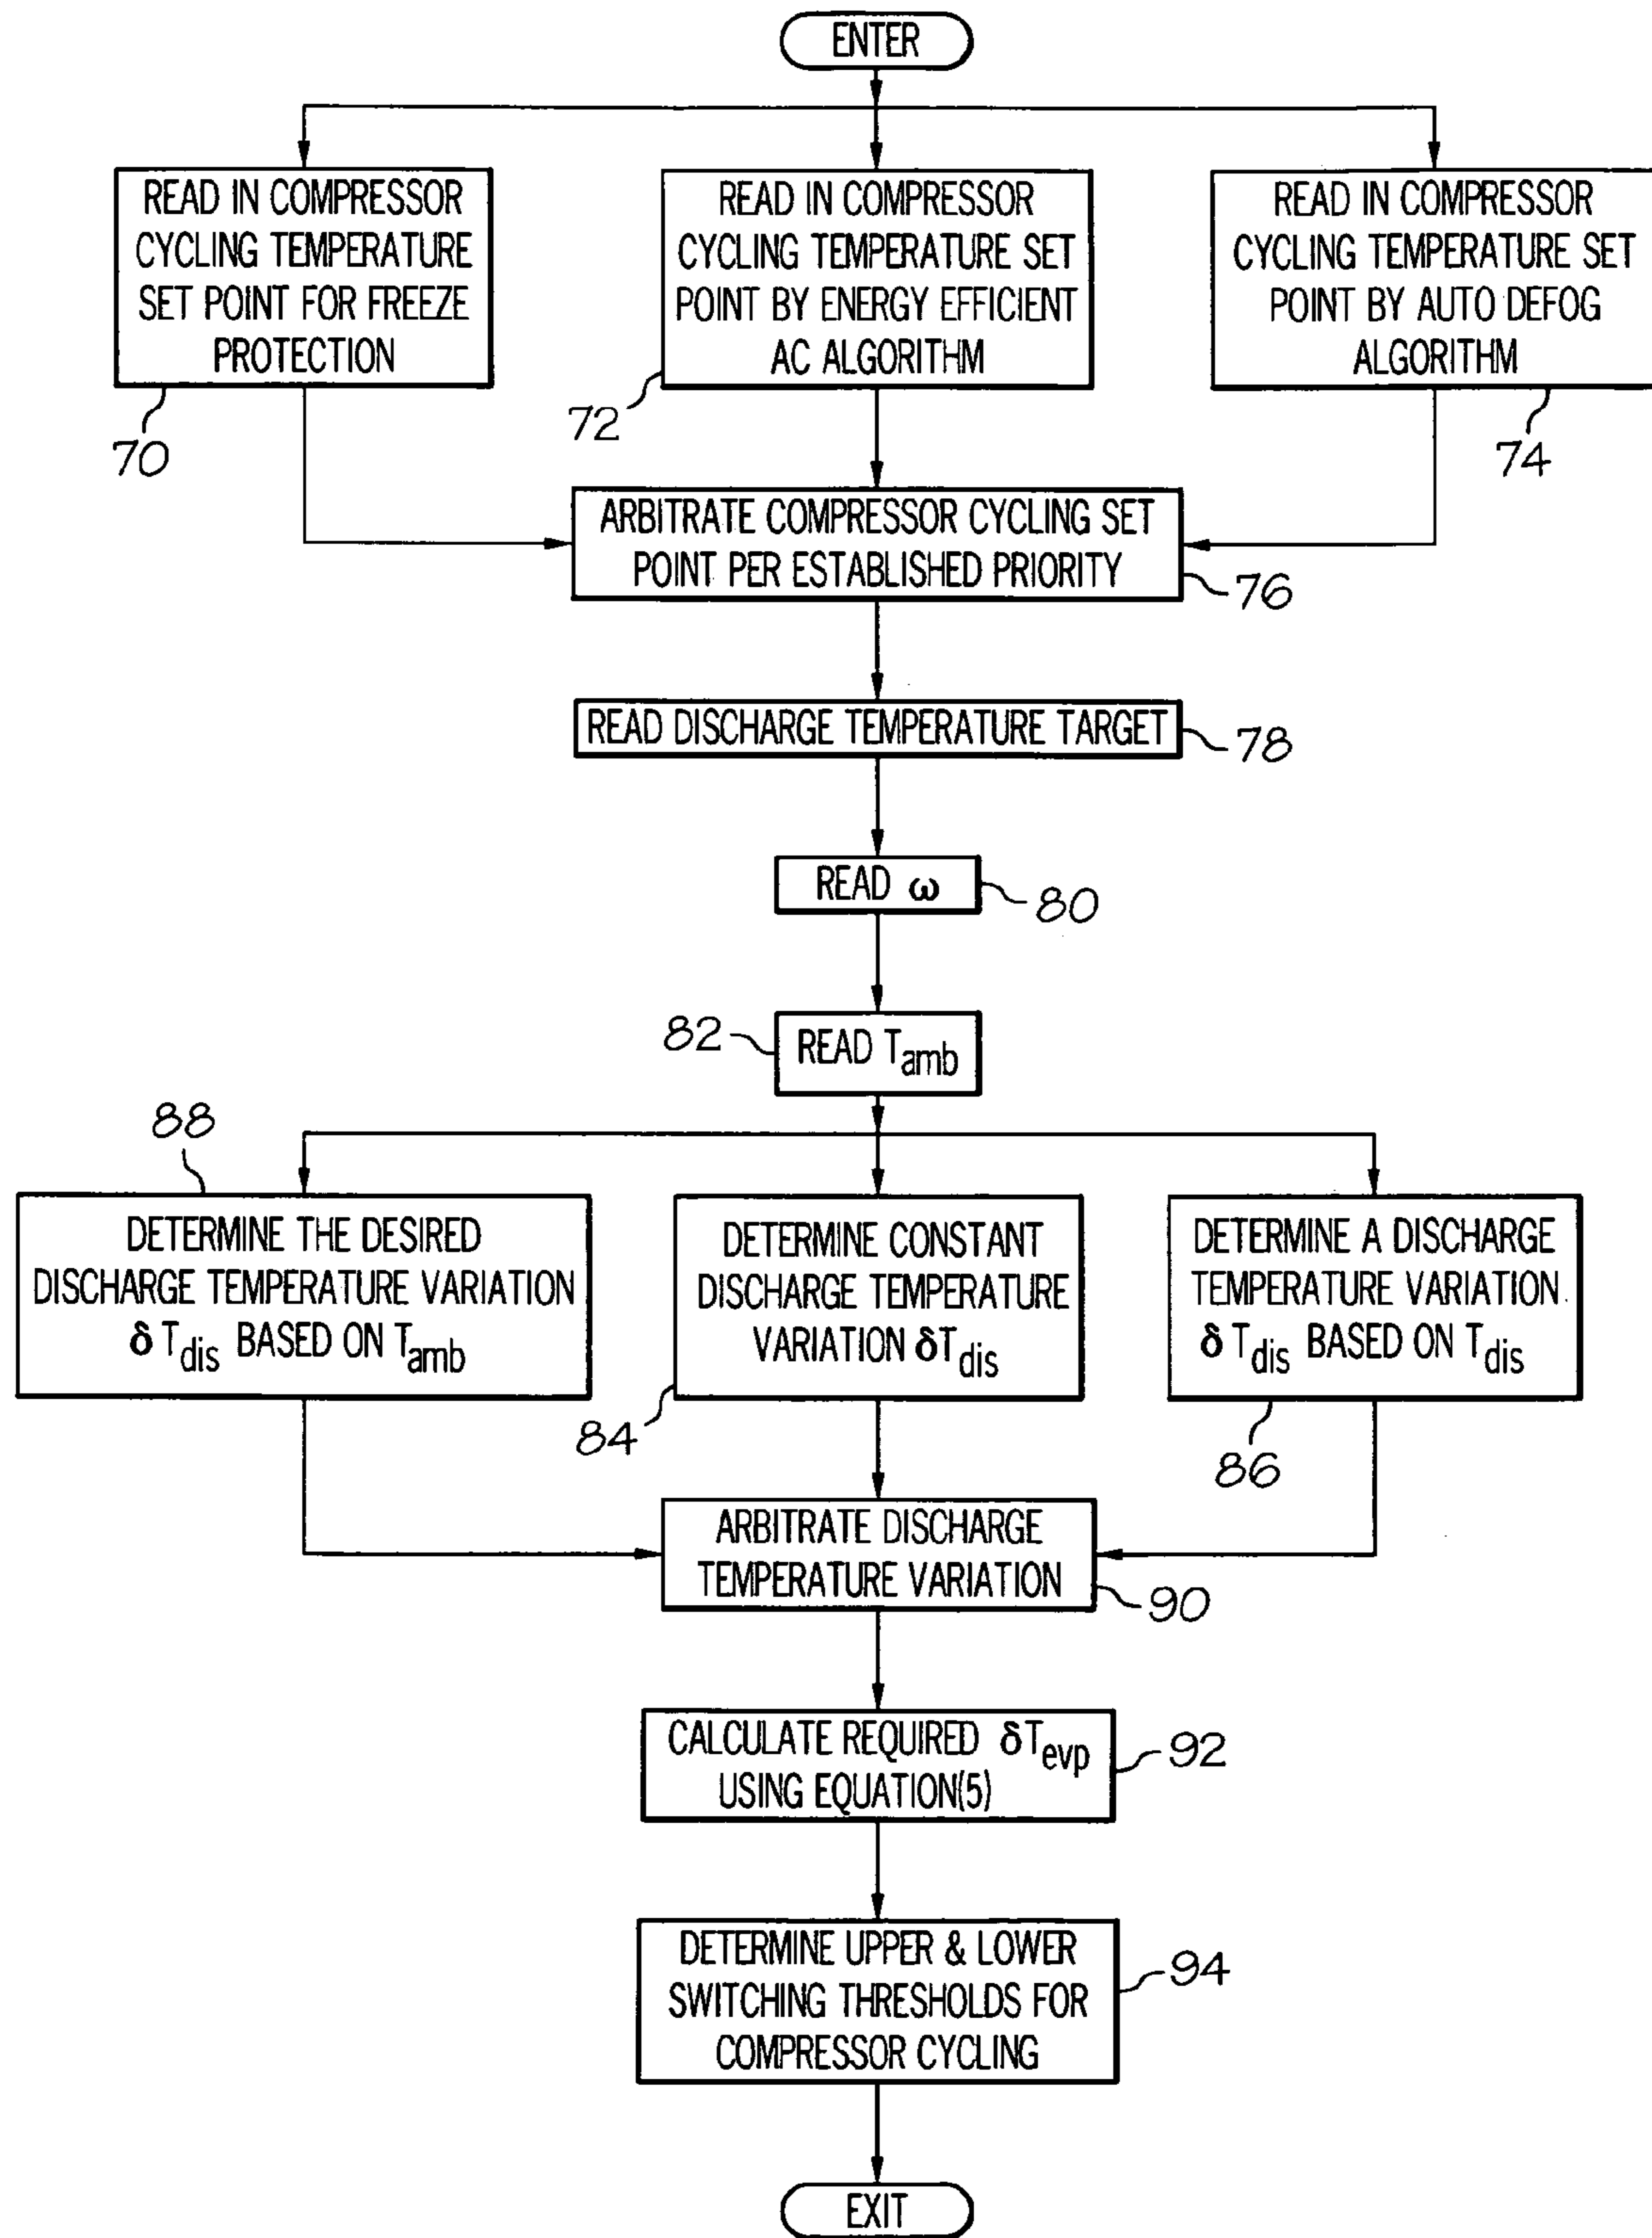 ENTER
READ IN COMPRESSOR
CYCLING TEMPERATURE
SET POINT FOR FREEZE
PROTECTION
70
READ IN COMPRESSOR
CYCLING TEMPERATURE SET
POINT BY ENERGY EFFICIENT
AC ALGORITHM
72
READ IN COMPRESSOR
CYCLING TEMPERATURE SET
POINT BY AUTO DEFOG
ALGORITHM
74
ARBITRATE COMPRESSOR CYCLING SET
POINT PER ESTABLISHED PRIORITY
76
READ DISCHARGE TEMPERATURE TARGET
78
READ ω
80
82
READ Tamb
88
DETERMINE THE DESIRED
DISCHARGE TEMPERATURE VARIATION
δ Tdis BASED ON Tamb
DETERMINE CONSTANT
DISCHARGE TEMPERATURE
VARIATION δTdis
84
DETERMINE A DISCHARGE
TEMPERATURE VARIATION
δ Tdis BASED ON Tdis
86
ARBITRATE DISCHARGE
TEMPERATURE VARIATION
90
CALCULATE REQUIRED δTevp
USING EQUATION(5)
92
DETERMINE UPPER & LOWER
SWITCHING THRESHOLDS FOR
COMPRESSOR CYCLING
94
EXIT